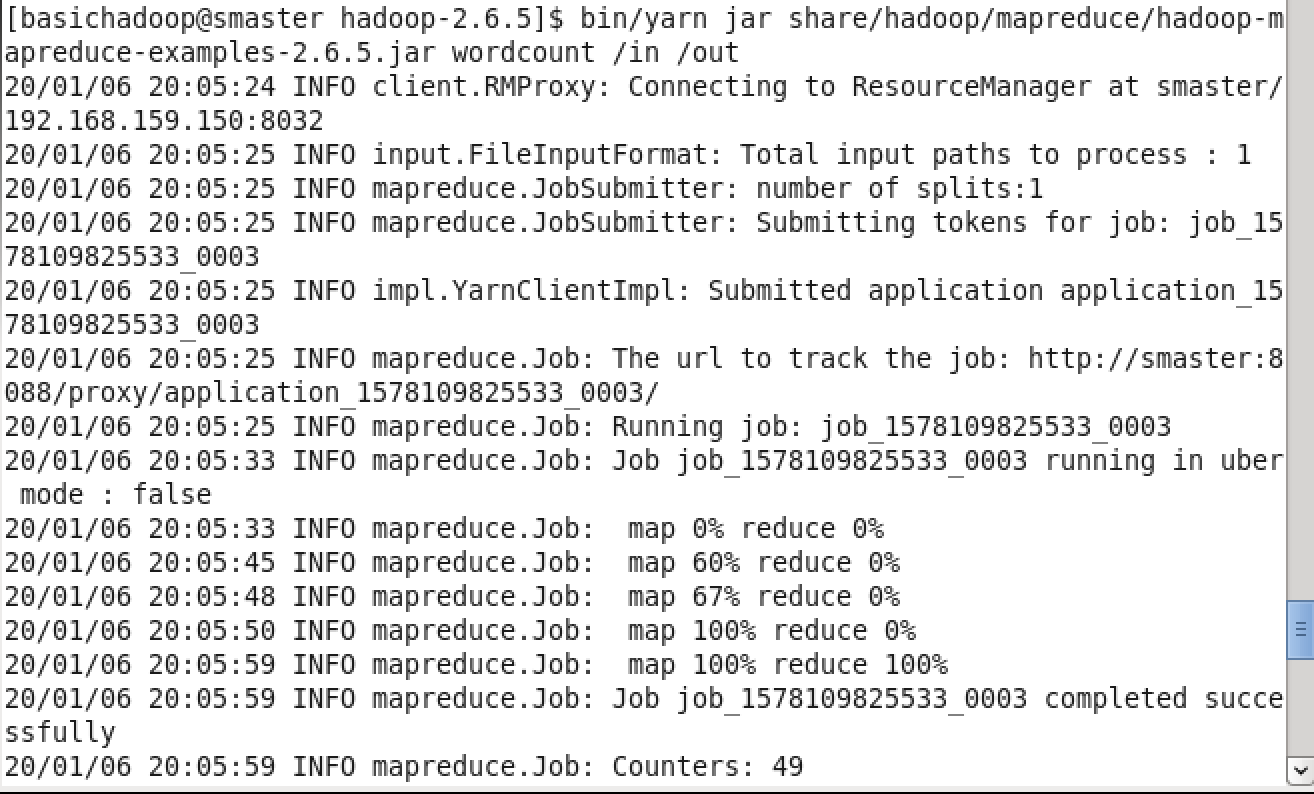 [basichadoop@smaster hadoop-2.6.5]$ bin/yarn jar share/hadoop/mapreduce/hadoop-m
apreduce-examples-2.6.5.jar wordcount /in /out
20/01/06 20:05:24 INFO client.RMProxy: Connecting to ResourceManager at smaster/
192.168.159.150:8032
20/01/06 20:05:25 INFO input.FileInputFormat: Total input paths to process : 1
20/01/06 20:05:25 INFO mapreduce.JobSubmitter: number of splits:1
20/01/06 20:05:25 INFO mapreduce.JobSubmitter: Submitting tokens for job: job_15
78109825533_0003
20/01/06 20:05:25 INFO impl.YarnClientImpl: Submitted application application_15
78109825533_0003
20/01/06 20:05:25 INFO mapreduce.Job: The url to track the job: http://smaster:8
088/proxy/application_1578109825533_0003/
20/01/06 20:05:25 INFO mapreduce.Job: Running job: job_1578109825533_0003
20/01/06 20:05:33 INFO mapreduce.Job: Job job_1578109825533_0003 running in uber
 mode : false
20/01/06 20:05:33 INFO mapreduce.Job:  map 0% reduce 0%
20/01/06 20:05:45 INFO mapreduce.Job:  map 60% reduce 0%
20/01/06 20:05:48 INFO mapreduce.Job:  map 67% reduce 0%
20/01/06 20:05:50 INFO mapreduce.Job:  map 100% reduce 0%
20/01/06 20:05:59 INFO mapreduce.Job:  map 100% reduce 100%
20/01/06 20:05:59 INFO mapreduce.Job: Job job_1578109825533_0003 completed succe
ssfully
20/01/06 20:05:59 INFO mapreduce.Job: Counters: 49